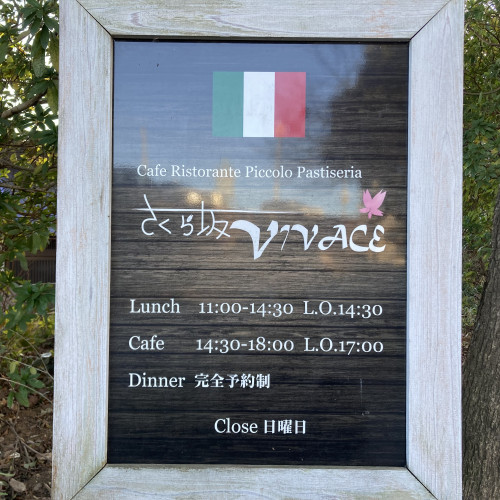 Cafe Ristorante Piccolo Pastiseria
さくら坂 VIVACE
Lunch 11:00-14:30 L.O.14:30
Cafe 14:30-18:00 L.O.17:00
Dinner 完全予約制
Close 日曜日